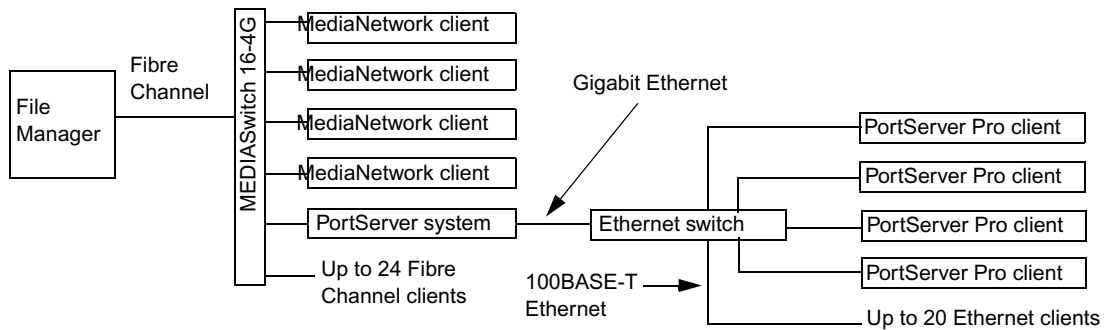 File
Manager
Fibre
Channel
MEDIASwitch 16-4G
MediaNetwork client
MediaNetwork client
MediaNetwork client
MediaNetwork client
PortServer system
Up to 24 Fibre
Channel clients
Gigabit Ethernet
Ethernet switch
100BASE-T
Ethernet
PortServer Pro client
PortServer Pro client
PortServer Pro client
PortServer Pro client
Up to 20 Ethernet clients